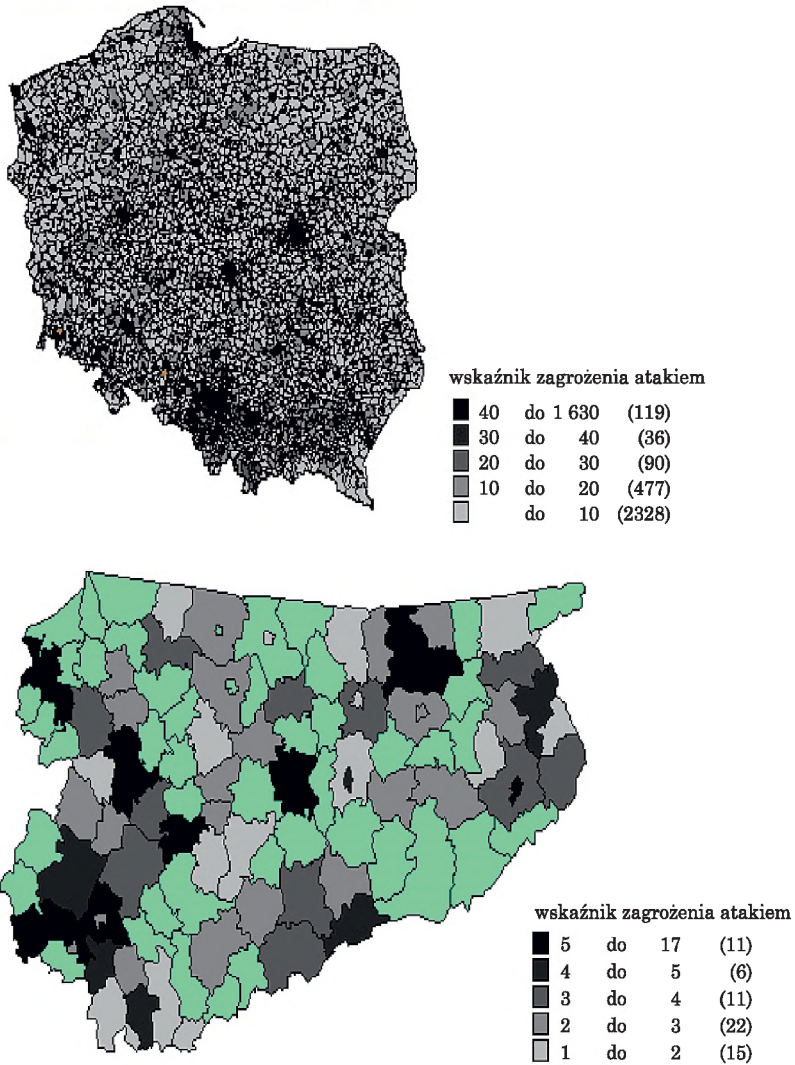 wskaźnik zagrożenia atakiem
40 do 1 630 (119)
30 do 40 (36)
20 do 30 (90)
10 do 20 (477)
do 10 (2328)
wskaźnik zagrożenia atakiem
5 do 17 (11)
4 do 5 (6)
3 do 4 (11)
2 do 3 (22)
1 do 2 (15)